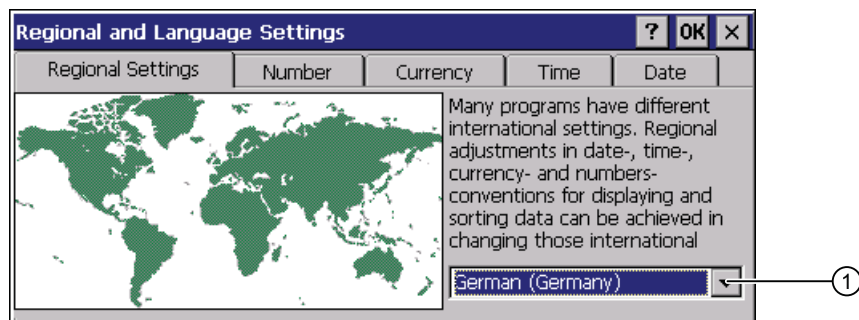 Regional and Language Settings ? OK ×
Regional Settings Number Currency Time Date
Many programs have different
international settings. Regional
adjustments in date-, time-,
currency- and numbers-
conventions for displaying and
sorting data can be achieved in
changing those international
German (Germany) 1